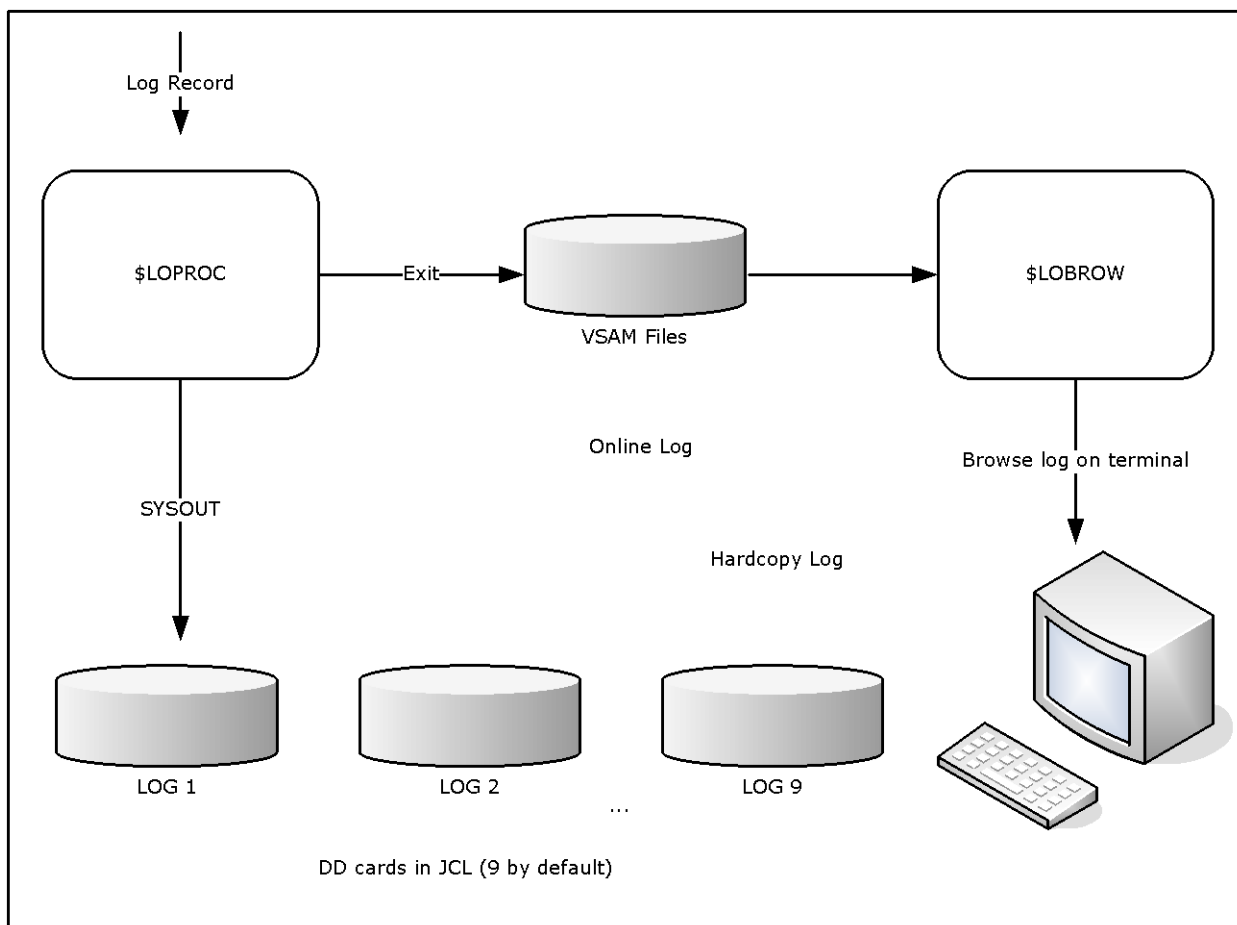 Log Record
$LOPROC
Exit
VSAM Files
$LOBROW
Online Log
Browse log on terminal
SYSOUT
Hardcopy Log
LOG 1
LOG 2
...
LOG 9
DD cards in JCL (9 by default)